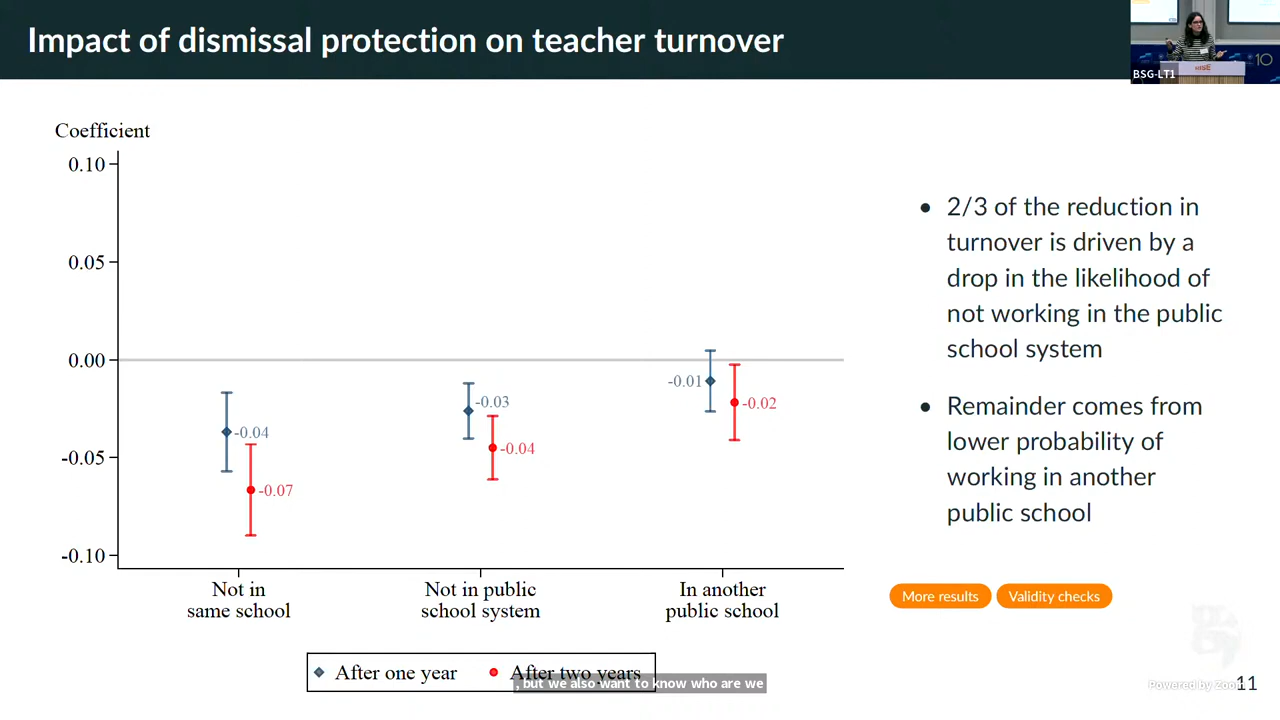 Impact of dismissal protection on teacher turnover
BSG-LT1
RISE
10
Coefficient
0.10
0.05
0.00
-0.05
-0.10
-0.04
-0.07
-0.03
-0.04
-0.01
-0.02
Not in
same school
Not in public
school system
In another
public school
After one year
After two years
2/3 of the reduction in
turnover is driven by a
drop in the likelihood of
not working in the public
school system
Remainder comes from
lower probability of
working in another
public school
More results
Validity checks
, but we also want to know who are we
Powered by Zoom
11